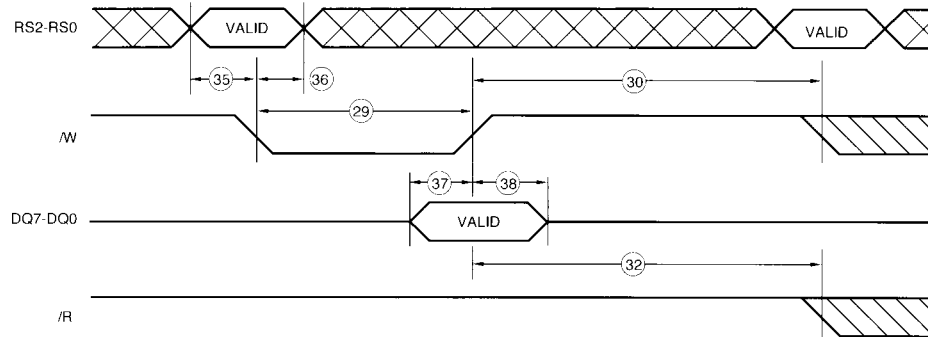 RS2-RS0 VALID VALID
35 36 30
29
/W
37 38
DQ7-DQ0 VALID
32
/R